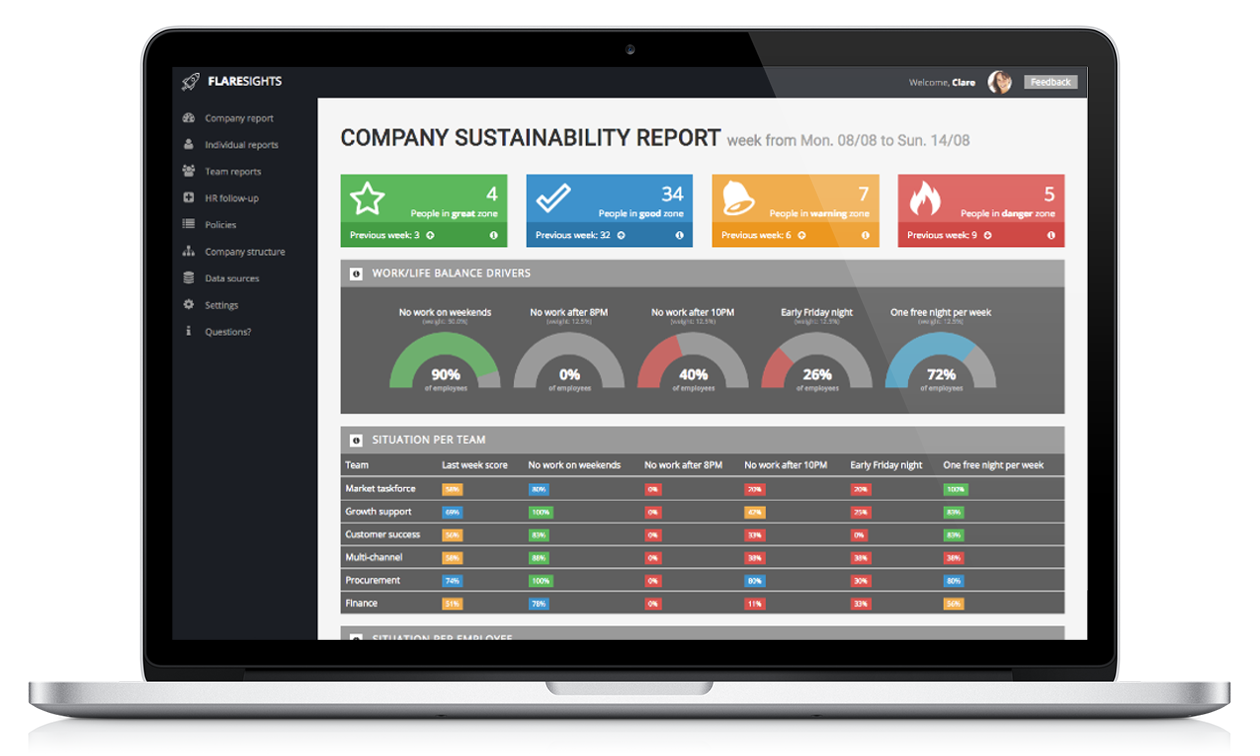 FLARESIGHTS
Welcome, Clare
Feedback
Company report
Individual reports
Team reports
HR follow-up
Policies
Company structure
Data sources
Settings
Questions?
COMPANY SUSTAINABILITY REPORT week from Mon. 08/08 to Sun. 14/08
4
People in great zone
Previous week: 3
34
People in good zone
Previous week: 32
7
People in warning zone
Previous week: 6
5
People in danger zone
Previous week: 9
WORK/LIFE BALANCE DRIVERS
No work on weekends
(weight: 50.0%)
90%
of employees
No work after 8PM
(weight: 12.5%)
0%
of employees
No work after 10PM
(weight: 12.5%)
40%
of employees
Early Friday night
(weight: 12.5%)
26%
of employees
One free night per week
(weight: 12.5%)
72%
of employees
SITUATION PER TEAM
Team Last week score No work on weekends No work after 8PM No work after 10PM Early Friday night One free night per week
Market taskforce 58% 80% 0% 20% 20% 100%
Growth support 69% 100% 0% 42% 25% 83%
Customer success 56% 83% 0% 33% 0% 83%
Multi-channel 58% 88% 0% 38% 38% 38%
Procurement 74% 100% 0% 80% 30% 80%
Finance 51% 78% 0% 11% 33% 56%
SITUATION PER EMPLOYEE